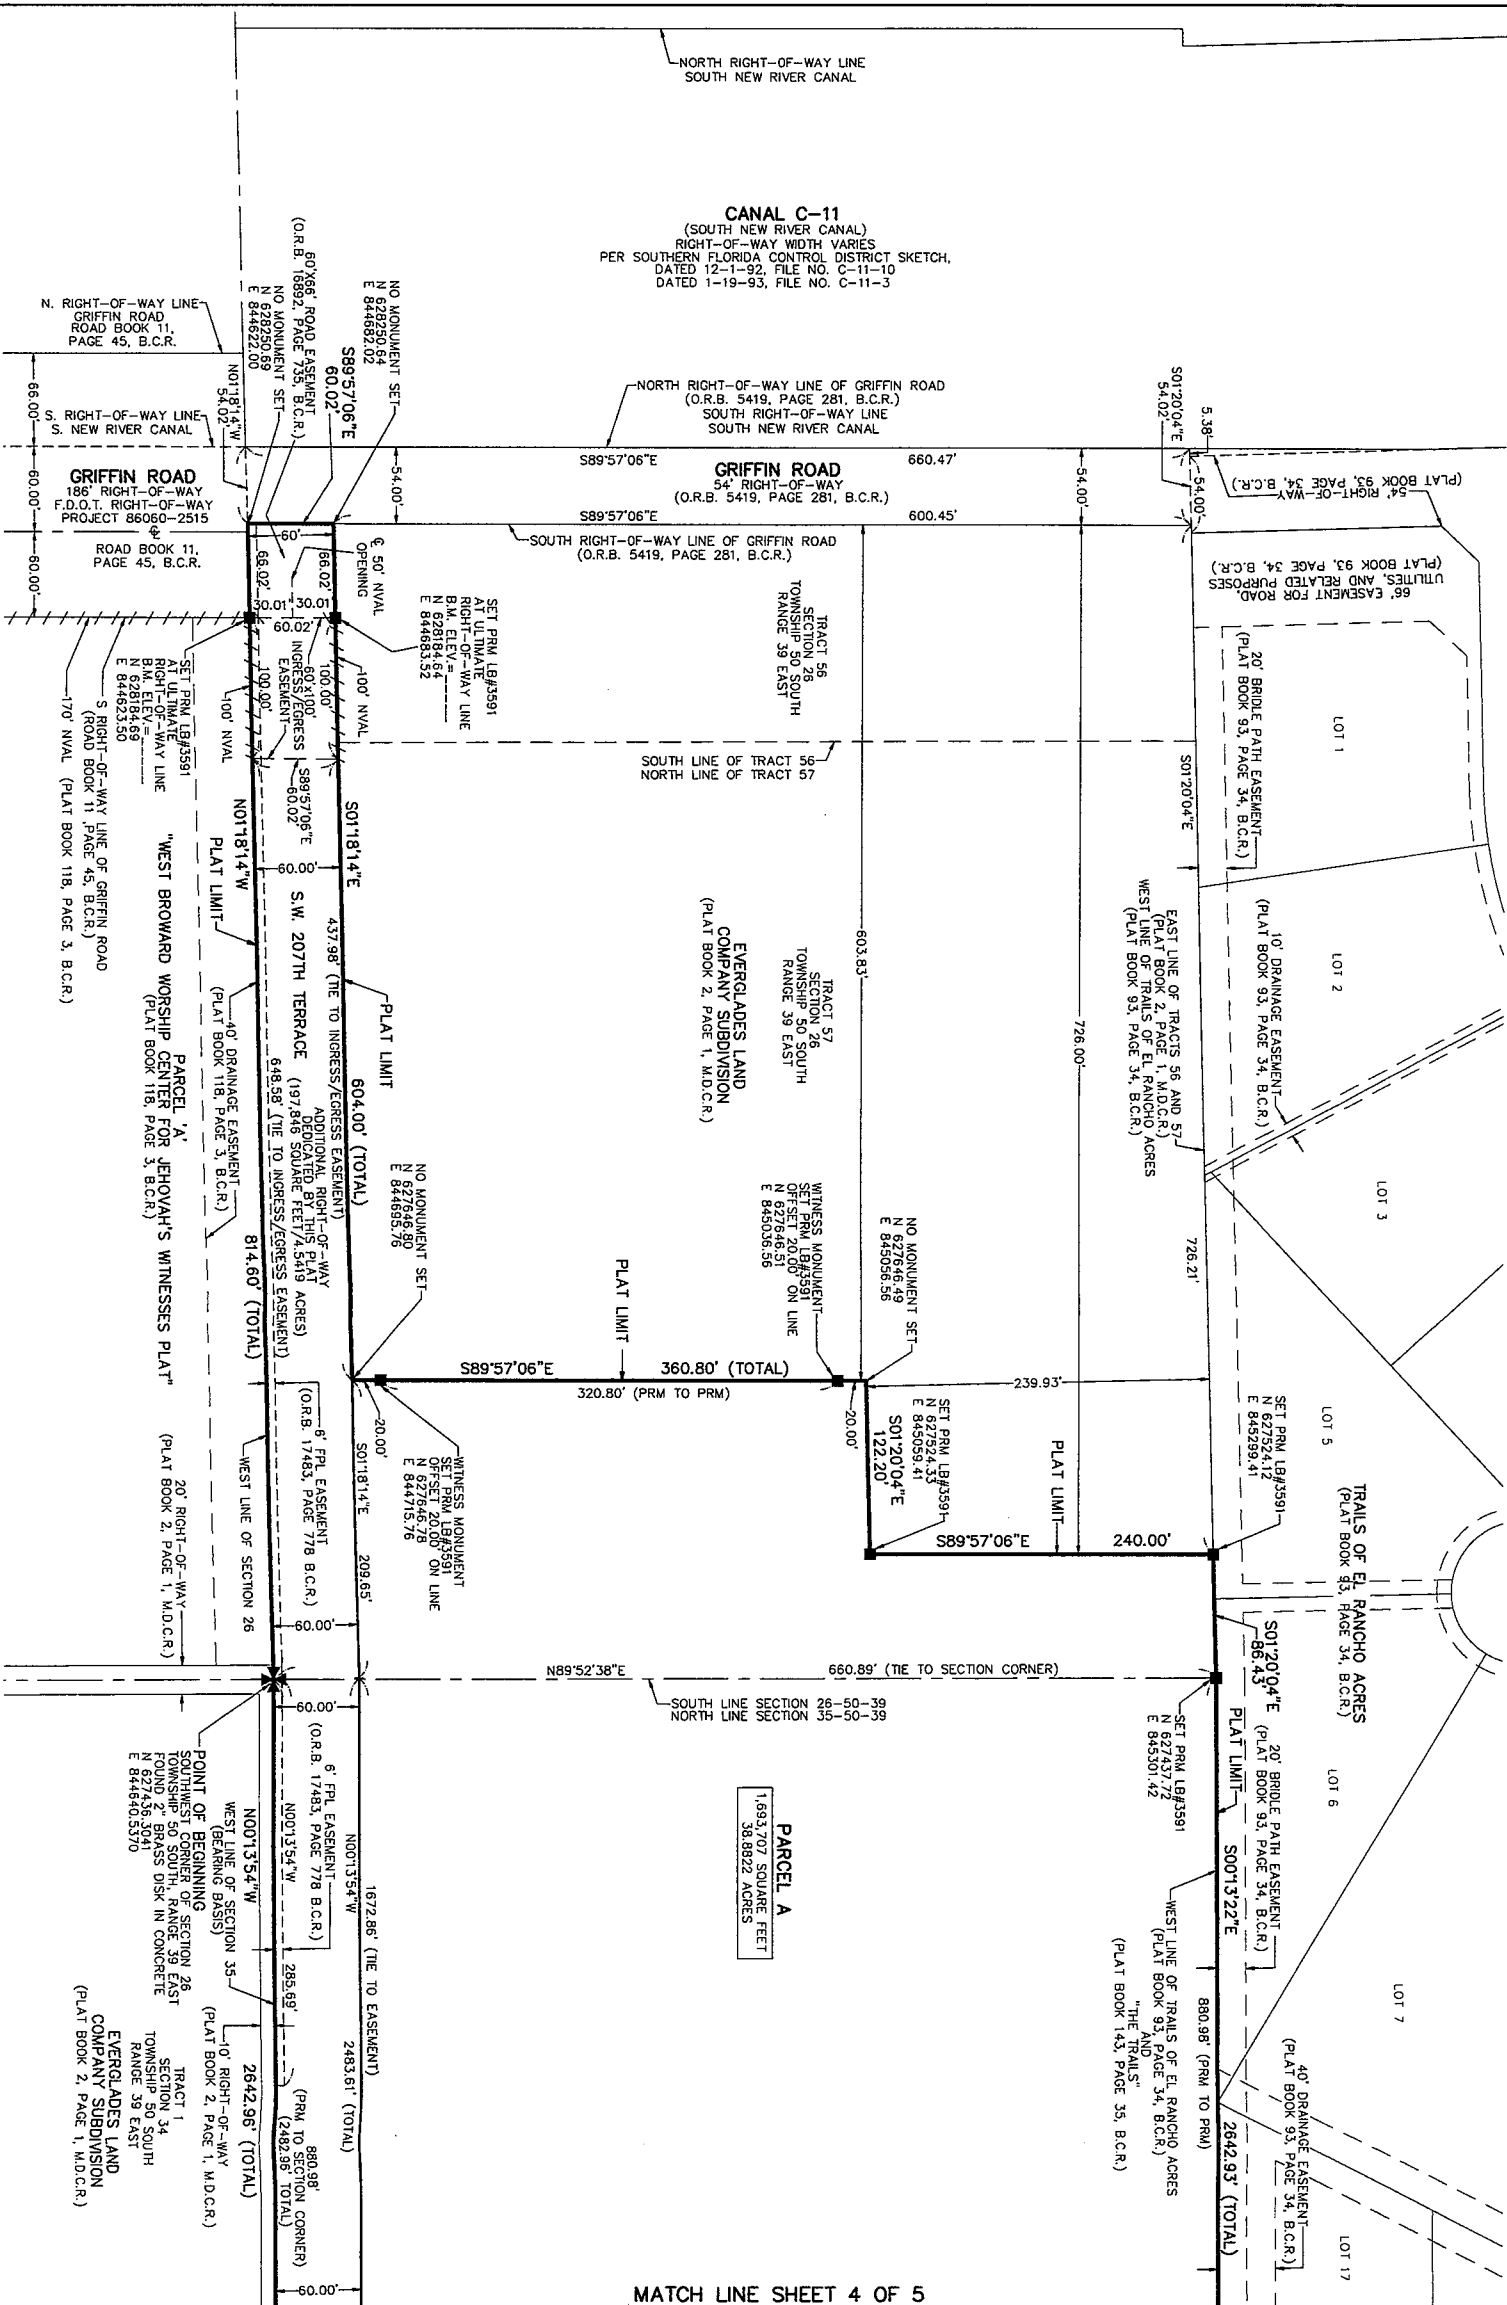 NORTH RIGHT-OF-WAY LINE
SOUTH NEW RIVER CANAL
CANAL C-11
(SOUTH NEW RIVER CANAL)
RIGHT-OF-WAY WIDTH VARIES
PER SOUTHERN FLORIDA CONTROL DISTRICT SKETCH,
DATED 12-1-92, FILE NO. C-11-10
DATED 1-19-93, FILE NO. C-11-3
N. RIGHT-OF-WAY LINE
GRIFFIN ROAD
ROAD BOOK 11,
PAGE 45, B.C.R.
66.00'
S. RIGHT-OF-WAY LINE
S. NEW RIVER CANAL
N01°18'14"W
54.02'
60'X66' ROAD EASEMENT
(O.R.B. 16892, PAGE 735, B.C.R.)
NO MONUMENT SET
N 628250.69
E 844622.00
S89°57'06"E
60.02'
NO MONUMENT SET
N 628250.64
E 844682.02
NORTH RIGHT-OF-WAY LINE OF GRIFFIN ROAD
(O.R.B. 5419, PAGE 281, B.C.R.)
SOUTH RIGHT-OF-WAY LINE
SOUTH NEW RIVER CANAL
S01°20'04"E
54.02'
5.38'
54.00'
54' RIGHT-OF-WAY
(PLAT BOOK 93, PAGE 34, B.C.R.)
S89°57'06"E
660.47'
54.00'
GRIFFIN ROAD
54' RIGHT-OF-WAY
(O.R.B. 5419, PAGE 281, B.C.R.)
54.00'
S89°57'06"E
600.45'
SOUTH RIGHT-OF-WAY LINE OF GRIFFIN ROAD
(O.R.B. 5419, PAGE 281, B.C.R.)
60.00'
GRIFFIN ROAD
186' RIGHT-OF-WAY
F.D.O.T. RIGHT-OF-WAY
PROJECT 86060-2515
℄
ROAD BOOK 11,
PAGE 45, B.C.R.
60.00'
60'
66.02'
66.02'
30.01'
30.01'
60.02'
℄ 50' NVAL
OPENING
66' EASEMENT FOR ROAD,
UTILITIES, AND RELATED PURPOSES
(PLAT BOOK 93, PAGE 34, B.C.R.)
SET PRM LB#3591
AT ULTIMATE
RIGHT-OF-WAY LINE
B.M. ELEV.=
N 628184.64
E 844683.52
SET PRM LB#3591
AT ULTIMATE
RIGHT-OF-WAY LINE
B.M. ELEV.=
N 628184.69
E 844623.50
S RIGHT-OF-WAY LINE OF GRIFFIN ROAD
(ROAD BOOK 11 ,PAGE 45, B.C.R.)
170' NVAL (PLAT BOOK 118, PAGE 3, B.C.R.)
100' NVAL
100.00'
60'X100'
INGRESS/EGRESS
EASEMENT
100.00'
100' NVAL
S89°57'06"E
60.02'
TRACT 56
SECTION 26
TOWNSHIP 50 SOUTH
RANGE 39 EAST
SOUTH LINE OF TRACT 56
NORTH LINE OF TRACT 57
S01°20'04"E
20' BRIDLE PATH EASEMENT
(PLAT BOOK 93, PAGE 34, B.C.R.)
LOT 1
LOT 2
10' DRAINAGE EASEMENT
(PLAT BOOK 93, PAGE 34, B.C.R.)
EAST LINE OF TRACTS 56 AND 57
(PLAT BOOK 2, PAGE 1, M.D.C.R.)
WEST LINE OF TRAILS OF EL RANCHO ACRES
(PLAT BOOK 93, PAGE 34, B.C.R.)
LOT 3
726.21'
726.00'
603.83'
TRACT 57
SECTION 26
TOWNSHIP 50 SOUTH
RANGE 39 EAST
EVERGLADES LAND
COMPANY SUBDIVISION
(PLAT BOOK 2, PAGE 1, M.D.C.R.)
S01°18'14"E
60.00'
N01°18'14"W
PLAT LIMIT
PLAT LIMIT
S.W. 207TH TERRACE
437.98' (TIE TO INGRESS/EGRESS EASEMENT)
604.00' (TOTAL)
ADDITIONAL RIGHT-OF-WAY
DEDICATED BY THIS PLAT
(197,846 SQUARE FEET/4.5419 ACRES)
648.58' (TIE TO INGRESS/EGRESS EASEMENT)
40' DRAINAGE EASEMENT
(PLAT BOOK 118, PAGE 3, B.C.R.)
814.60' (TOTAL)
PARCEL 'A'
"WEST BROWARD WORSHIP CENTER FOR JEHOVAH'S WITNESSES PLAT"
(PLAT BOOK 118, PAGE 3, B.C.R.)
NO MONUMENT SET
N 627646.80
E 844695.76
PLAT LIMIT
WITNESS MONUMENT
SET PRM LB#3591
OFFSET 20.00' ON LINE
N 627646.51
E 845036.56
NO MONUMENT SET
N 627646.49
E 845056.56
S89°57'06"E
360.80' (TOTAL)
320.80' (PRM TO PRM)
20.00'
20.00'
239.93'
WITNESS MONUMENT
SET PRM LB#3591
OFFSET 20.00' ON LINE
N 627646.78
E 844715.76
S01°20'04"E
122.20'
SET PRM LB#3591
N 627524.33
E 845059.41
PLAT LIMIT
S89°57'06"E
240.00'
SET PRM LB#3591
N 627524.12
E 845299.41
LOT 5
TRAILS OF EL RANCHO ACRES
(PLAT BOOK 93, PAGE 34, B.C.R.)
S01°18'14"E
209.65'
6' FPL EASEMENT
(O.R.B. 17483, PAGE 778 B.C.R.)
WEST LINE OF SECTION 26
20' RIGHT-OF-WAY
(PLAT BOOK 2, PAGE 1, M.D.C.R.)
60.00'
N89°52'38"E
660.89' (TIE TO SECTION CORNER)
SOUTH LINE SECTION 26-50-39
NORTH LINE SECTION 35-50-39
60.00'
S01°20'04"E
86.43'
SET PRM LB#3591
N 627437.72
E 845301.42
PLAT LIMIT
20' BRIDLE PATH EASEMENT
(PLAT BOOK 93, PAGE 34, B.C.R.)
LOT 6
LOT 7
S00°13'22"E
WEST LINE OF TRAILS OF EL RANCHO ACRES
(PLAT BOOK 93, PAGE 34, B.C.R.)
AND
"THE TRAILS"
(PLAT BOOK 143, PAGE 35, B.C.R.)
880.98' (PRM TO PRM)
2642.93' (TOTAL)
40' DRAINAGE EASEMENT
(PLAT BOOK 93, PAGE 34, B.C.R.)
LOT 17
PARCEL A
1,693,707 SQUARE FEET
38.8822 ACRES
6' FPL EASEMENT
(O.R.B. 17483, PAGE 778 B.C.R.)
N00°13'54"W
1672.86' (TIE TO EASEMENT)
2483.61' (TOTAL)
N00°13'54"W
285.69'
880.98'
(PRM TO SECTION CORNER)
(2482.96' TOTAL)
N00°13'54"W
WEST LINE OF SECTION 35
(BEARING BASIS)
2642.96' (TOTAL)
10' RIGHT-OF-WAY
(PLAT BOOK 2, PAGE 1, M.D.C.R.)
POINT OF BEGINNING
SOUTHWEST CORNER OF SECTION 26
TOWNSHIP 50 SOUTH, RANGE 39 EAST
FOUND 2" BRASS DISK IN CONCRETE
N 627436.3041
E 844640.5370
TRACT 1
SECTION 34
TOWNSHIP 50 SOUTH
RANGE 39 EAST
EVERGLADES LAND
COMPANY SUBDIVISION
(PLAT BOOK 2, PAGE 1, M.D.C.R.)
60.00'
MATCH LINE SHEET 4 OF 5